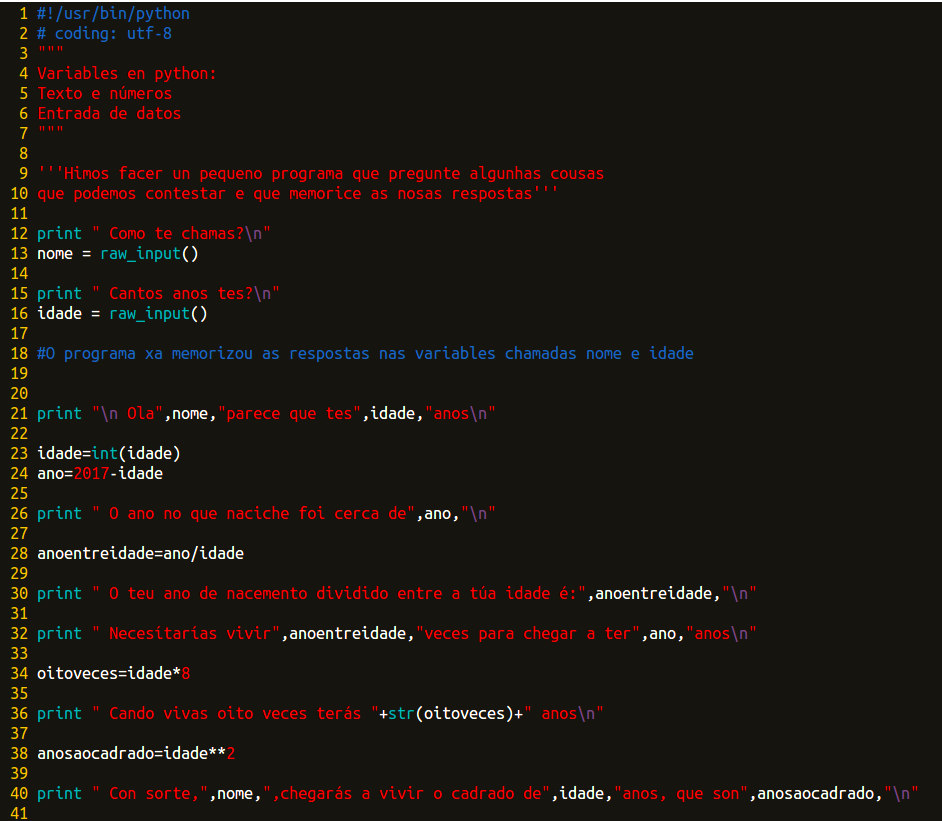 1 #!/usr/bin/python
2 # coding: utf-8
3 """
4 Variables en python:
5 Texto e números
6 Entrada de datos
7 """
8
9 '''Himos facer un pequeno programa que pregunte algunhas cousas
10 que podemos contestar e que memorice as nosas respostas'''
11
12 print " Como te chamas?\n"
13 nome = raw_input()
14
15 print " Cantos anos tes?\n"
16 idade = raw_input()
17
18 #O programa xa memorizou as respostas nas variables chamadas nome e idade
19
20
21 print "\n Ola",nome,"parece que tes",idade,"anos\n"
22
23 idade=int(idade)
24 ano=2017-idade
25
26 print " O ano no que naciche foi cerca de",ano,"\n"
27
28 anoentreidade=ano/idade
29
30 print " O teu ano de nacemento dividido entre a túa idade é:",anoentreidade,"\n"
31
32 print " Necesítarías vivir",anoentreidade,"veces para chegar a ter",ano,"anos\n"
33
34 oitoveces=idade*8
35
36 print " Cando vivas oito veces terás "+str(oitoveces)+" anos\n"
37
38 anosaocadrado=idade**2
39
40 print " Con sorte,",nome,",chegarás a vivir o cadrado de",idade,"anos, que son",anosaocadrado,"\n"
41